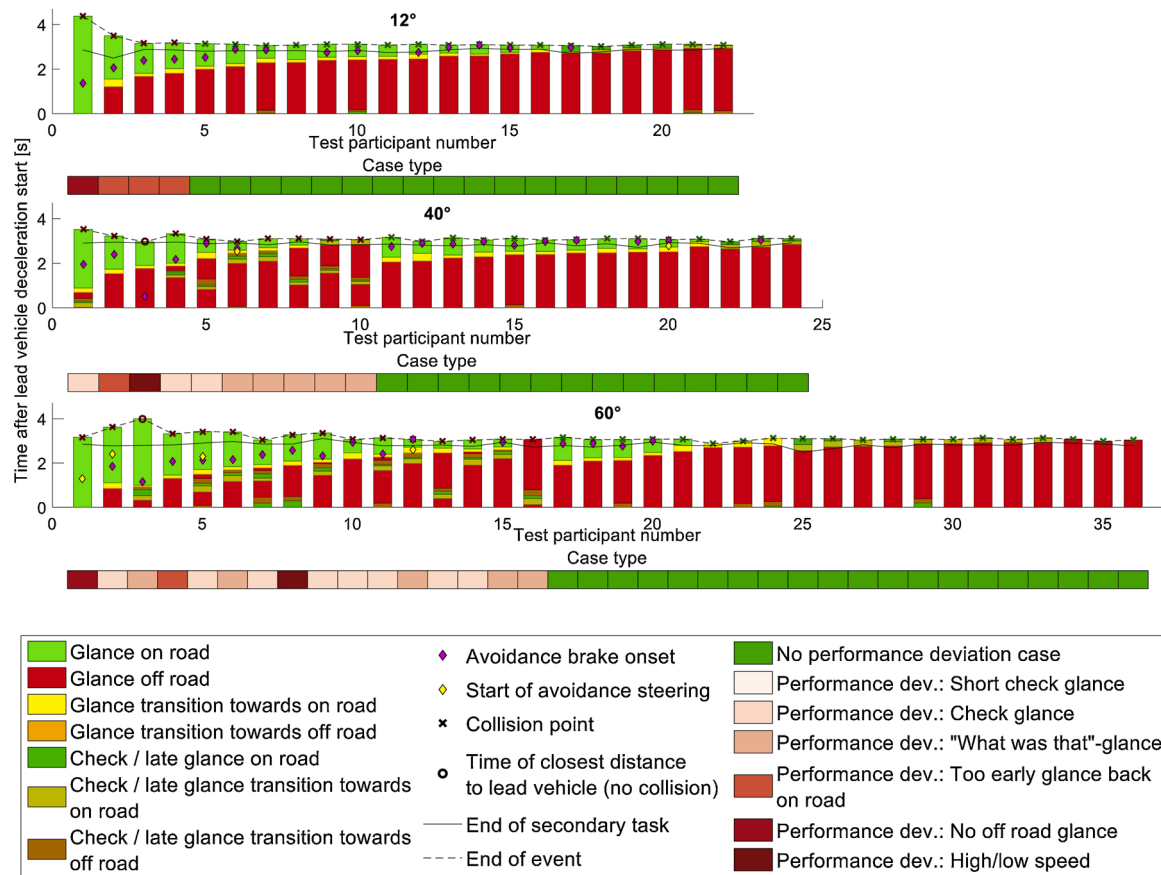 12°
4
2
0
0 5 10 15 20
Test participant number
Case type
40°
4
2
0
0 5 10 15 20 25
Test participant number
Case type
60°
4
2
0
0 5 10 15 20 25 30 35
Test participant number
Case type
Time after lead vehicle deceleration start [s]
Glance on road
Glance off road
Glance transition towards on road
Glance transition towards off road
Check / late glance on road
Check / late glance transition towards
on road
Check / late glance transition towards
off road
Avoidance brake onset
Start of avoidance steering
Collision point
Time of closest distance
to lead vehicle (no collision)
End of secondary task
End of event
No performance deviation case
Performance dev.: Short check glance
Performance dev.: Check glance
Performance dev.: "What was that"-glance
Performance dev.: Too early glance back
on road
Performance dev.: No off road glance
Performance dev.: High/low speed